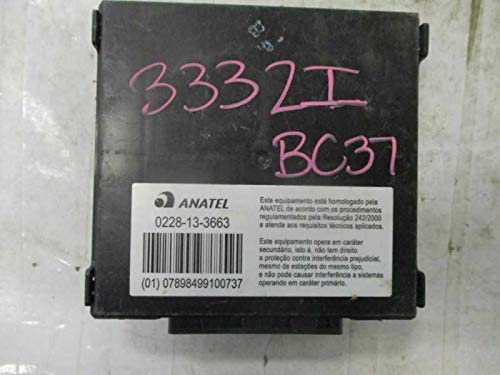 3332I
BC37
ANATEL
0228-13-3663
(01) 07898499100737
Este equipamento está homologado pela
ANATEL de acordo com os procedimentos
regulamentados pela Resolução 242/2000
e atende aos requisitos técnicos aplicados.
Este equipamento opera em caráter
secundário, isto é, não tem direito
a proteção contra interferência prejudicial,
mesmo de estações do mesmo tipo,
e não pode causar interferência a sistemas
operando em caráter primário.